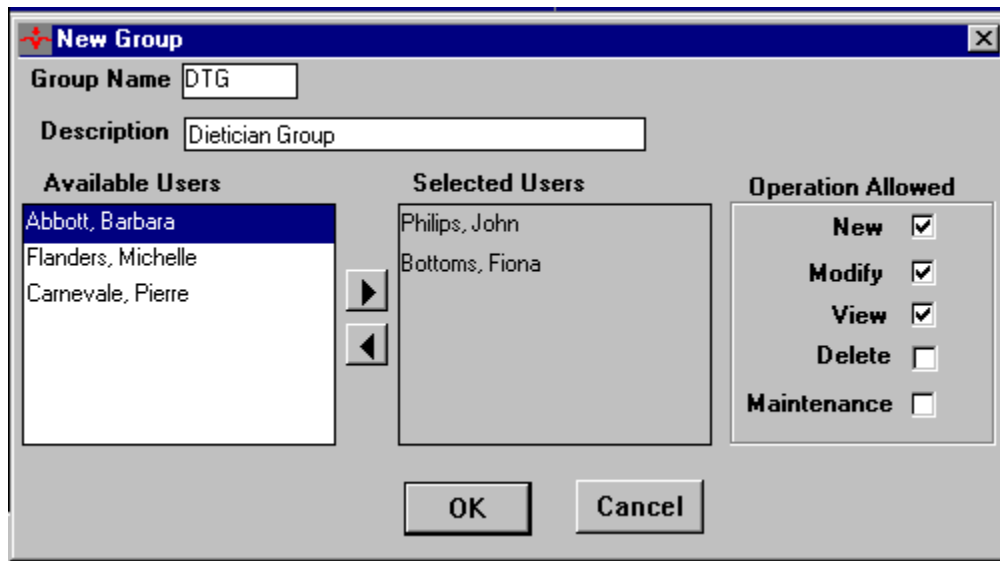 New Group
Group Name DTG
Description Dietician Group
Available Users
Abbott, Barbara
Flanders, Michelle
Carnevale, Pierre
Selected Users
Philips, John
Bottoms, Fiona
Operation Allowed
New
Modify
View
Delete
Maintenance
OK
Cancel